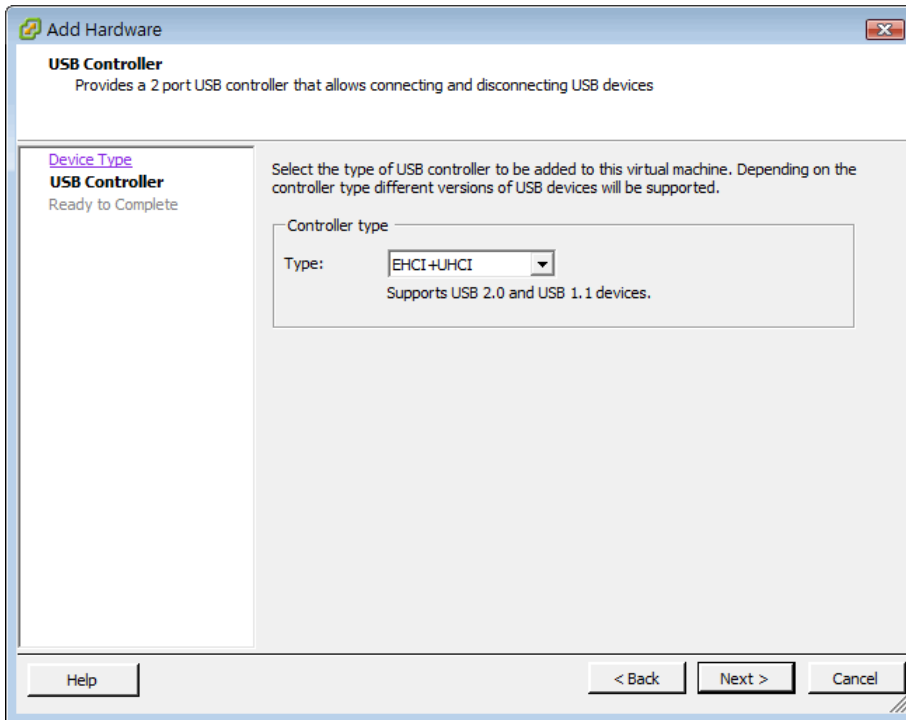 Add Hardware
USB Controller
Provides a 2 port USB controller that allows connecting and disconnecting USB devices
Device Type
USB Controller
Ready to Complete
Select the type of USB controller to be added to this virtual machine. Depending on the
controller type different versions of USB devices will be supported.
Controller type
Type: EHCI+UHCI
Supports USB 2.0 and USB 1.1 devices.
Help
< Back
Next >
Cancel